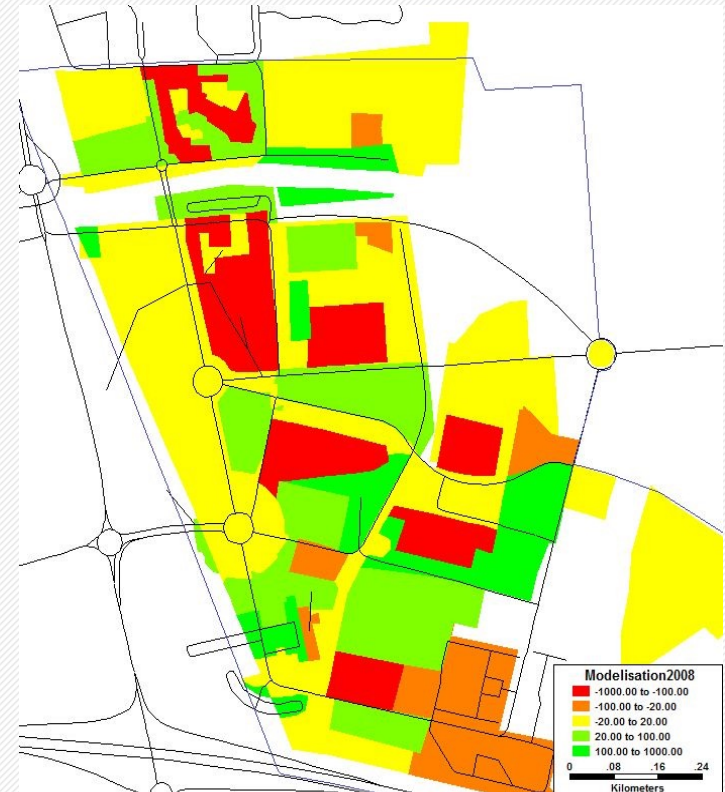 Modelisation2008
-1000.00 to -100.00
-100.00 to -20.00
-20.00 to 20.00
20.00 to 100.00
100.00 to 1000.00
0 .08 .16 .24
Kilometers